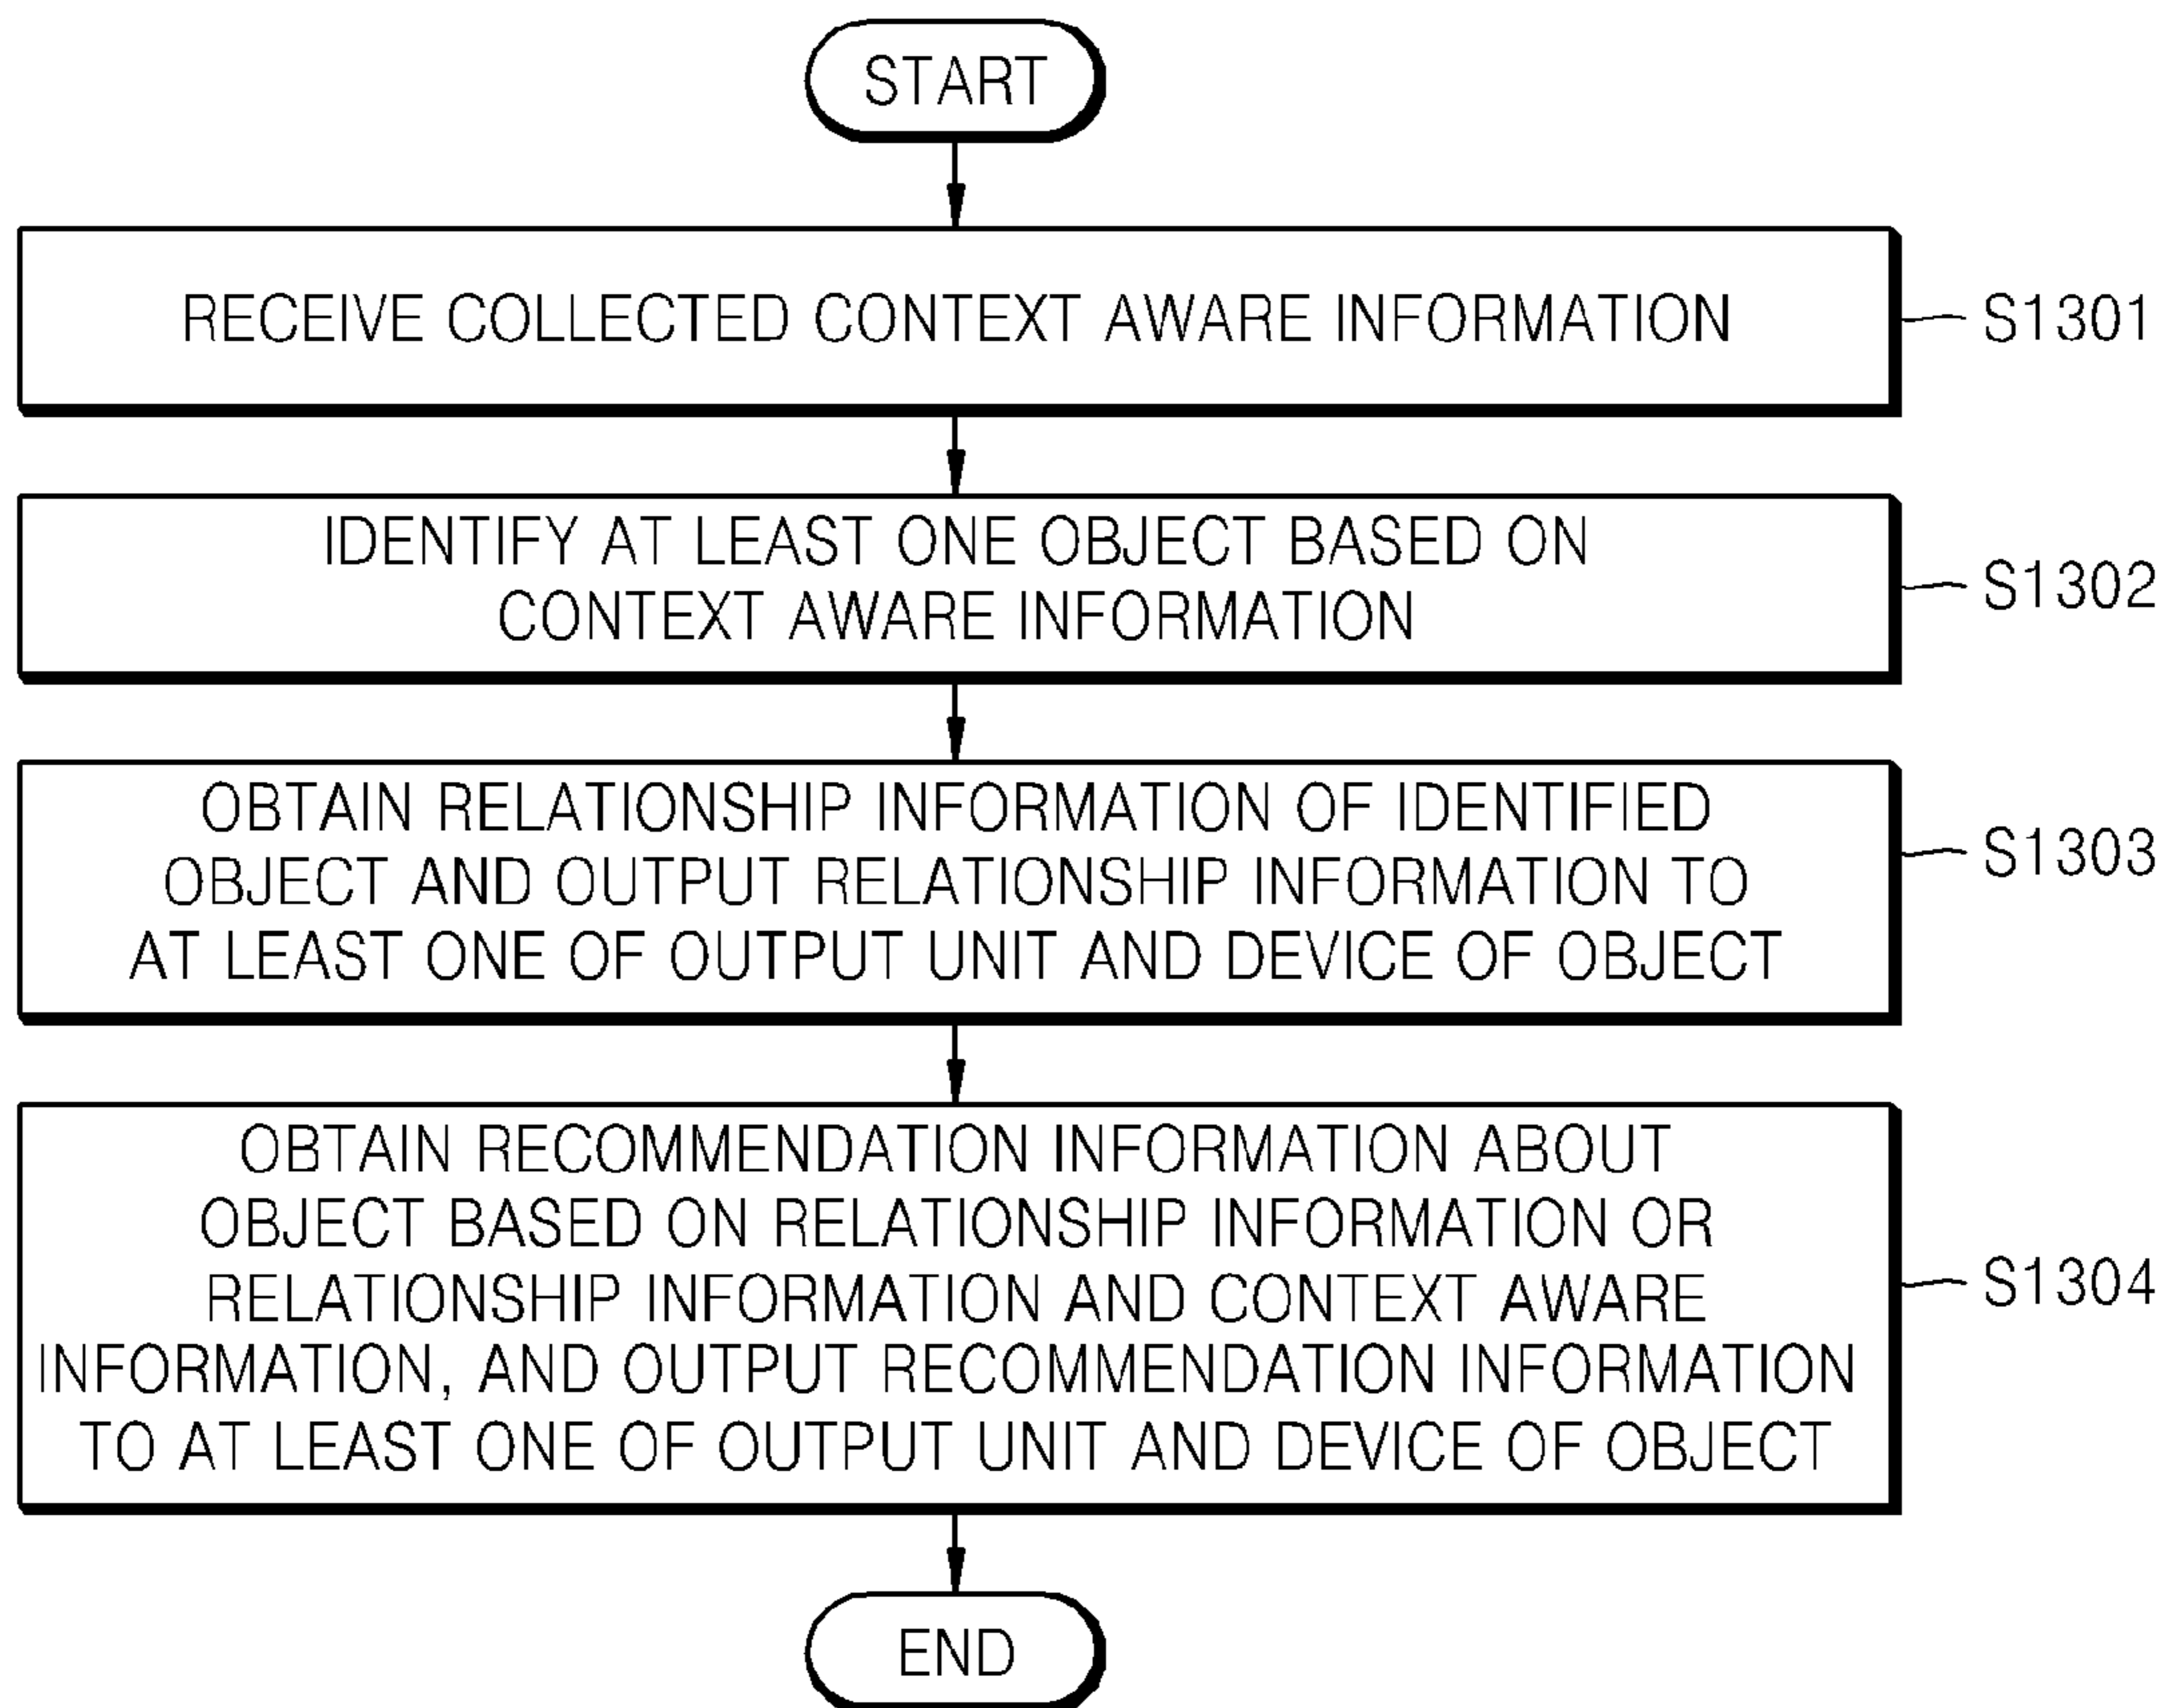 START
RECEIVE COLLECTED CONTEXT AWARE INFORMATION
S1301
IDENTIFY AT LEAST ONE OBJECT BASED ON
CONTEXT AWARE INFORMATION
S1302
OBTAIN RELATIONSHIP INFORMATION OF IDENTIFIED
OBJECT AND OUTPUT RELATIONSHIP INFORMATION TO
AT LEAST ONE OF OUTPUT UNIT AND DEVICE OF OBJECT
S1303
OBTAIN RECOMMENDATION INFORMATION ABOUT
OBJECT BASED ON RELATIONSHIP INFORMATION OR
RELATIONSHIP INFORMATION AND CONTEXT AWARE
INFORMATION, AND OUTPUT RECOMMENDATION INFORMATION
TO AT LEAST ONE OF OUTPUT UNIT AND DEVICE OF OBJECT
S1304
END